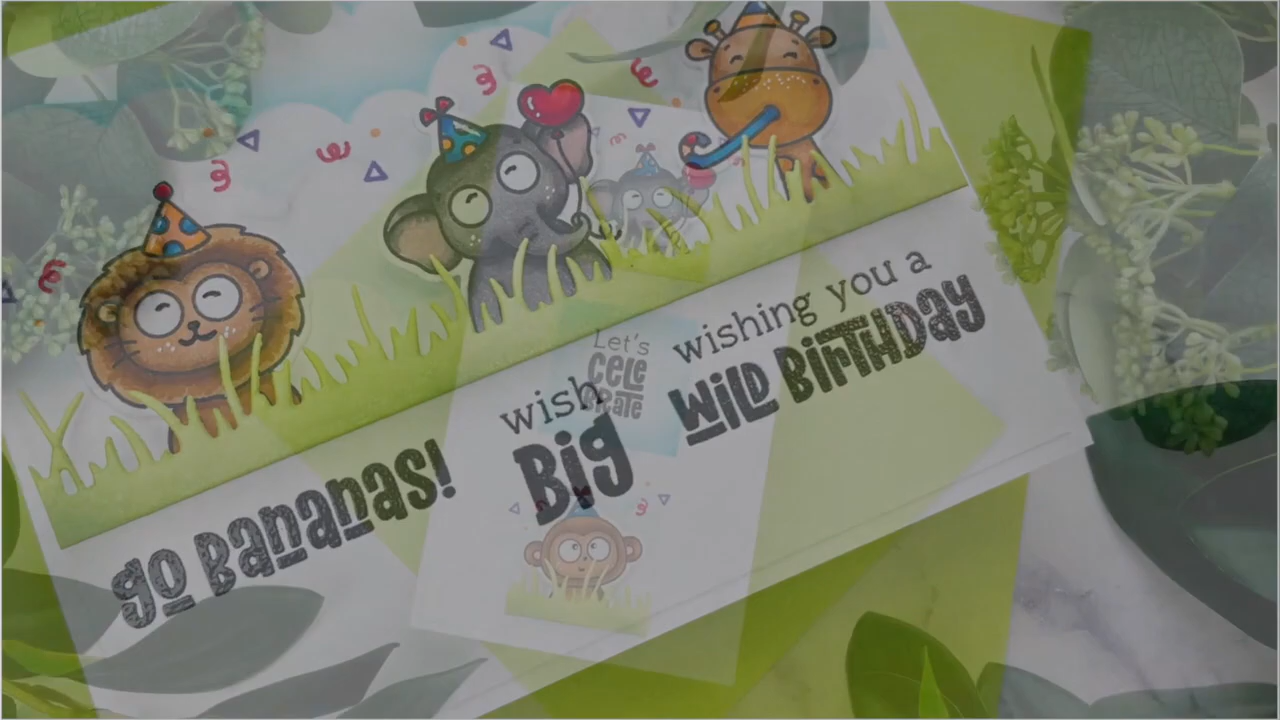 go Bananas!
wish
Big
wishing you a
WILD BIRTHDAY
Let's
CELE
BRATE